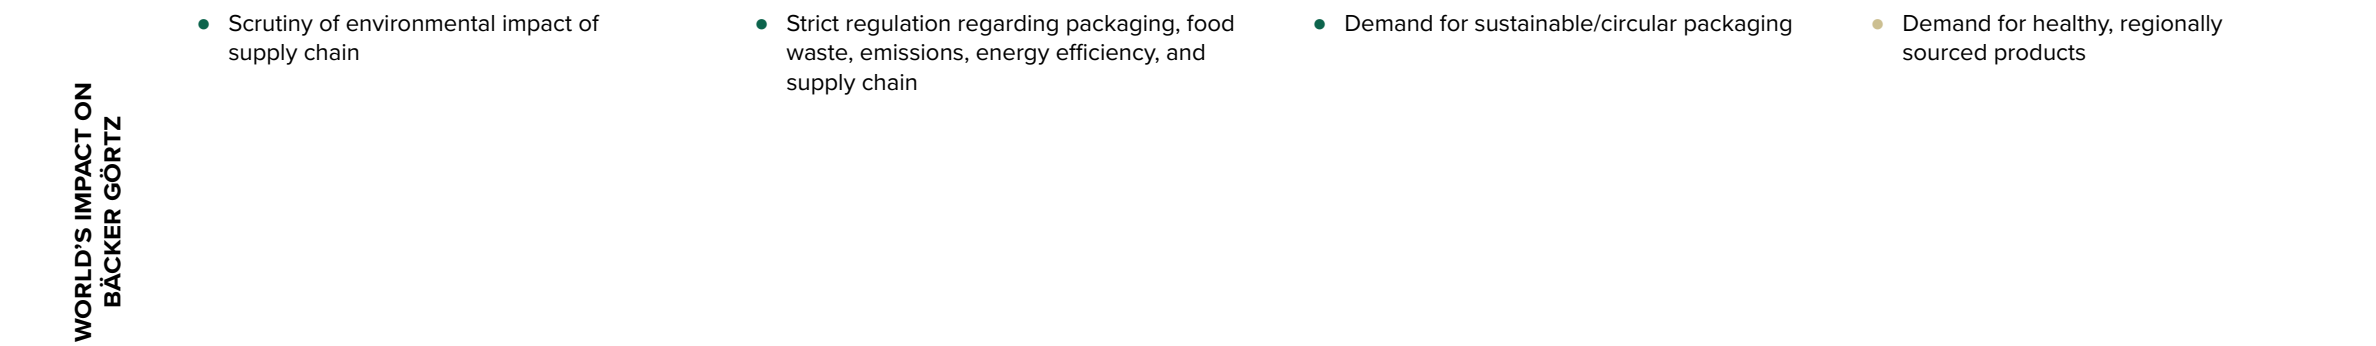 WORLD’S IMPACT ON
BÄCKER GÖRTZ
Scrutiny of environmental impact of
supply chain
Strict regulation regarding packaging, food
waste, emissions, energy efficiency, and
supply chain
Demand for sustainable/circular packaging
Demand for healthy, regionally
sourced products